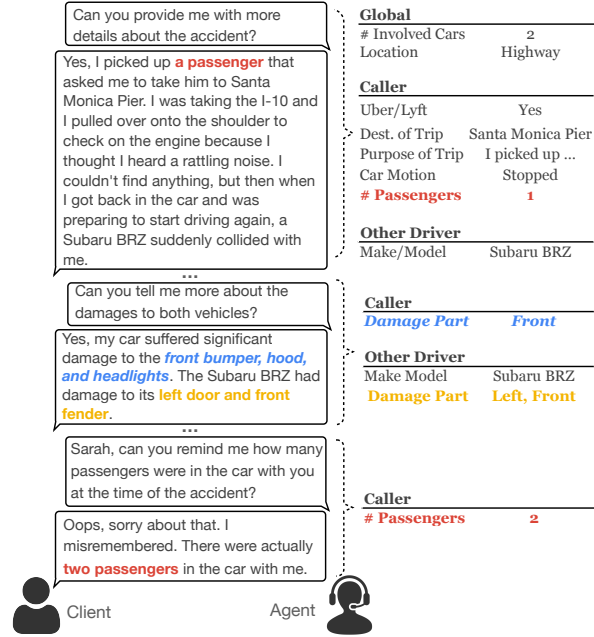 Can you provide me with more
details about the accident?
Yes, I picked up a passenger that
asked me to take him to Santa
Monica Pier. I was taking the I-10 and
I pulled over onto the shoulder to
check on the engine because I
thought I heard a rattling noise. I
couldn't find anything, but then when
I got back in the car and was
preparing to start driving again, a
Subaru BRZ suddenly collided with
me.
...
Can you tell me more about the
damages to both vehicles?
Yes, my car suffered significant
damage to the front bumper, hood,
and headlights. The Subaru BRZ had
damage to its left door and front
fender.
...
Sarah, can you remind me how many
passengers were in the car with you
at the time of the accident?
Oops, sorry about that. I
misremembered. There were actually
two passengers in the car with me.
Client
Agent
Global
# Involved Cars 2
Location Highway
Caller
Uber/Lyft Yes
Dest. of Trip Santa Monica Pier
Purpose of Trip I picked up ...
Car Motion Stopped
# Passengers 1
Other Driver
Make/Model Subaru BRZ
Caller
Damage Part Front
Other Driver
Make Model Subaru BRZ
Damage Part Left, Front
Caller
# Passengers 2